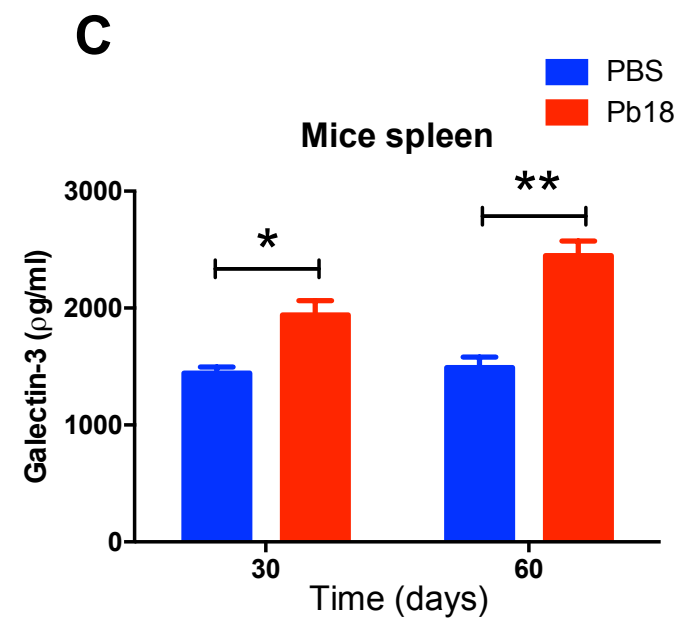 C
PBS
Pb18
Mice spleen
**
*
Galectin-3 (ρg/ml)
3000
2000
1000
0
30
60
Time (days)